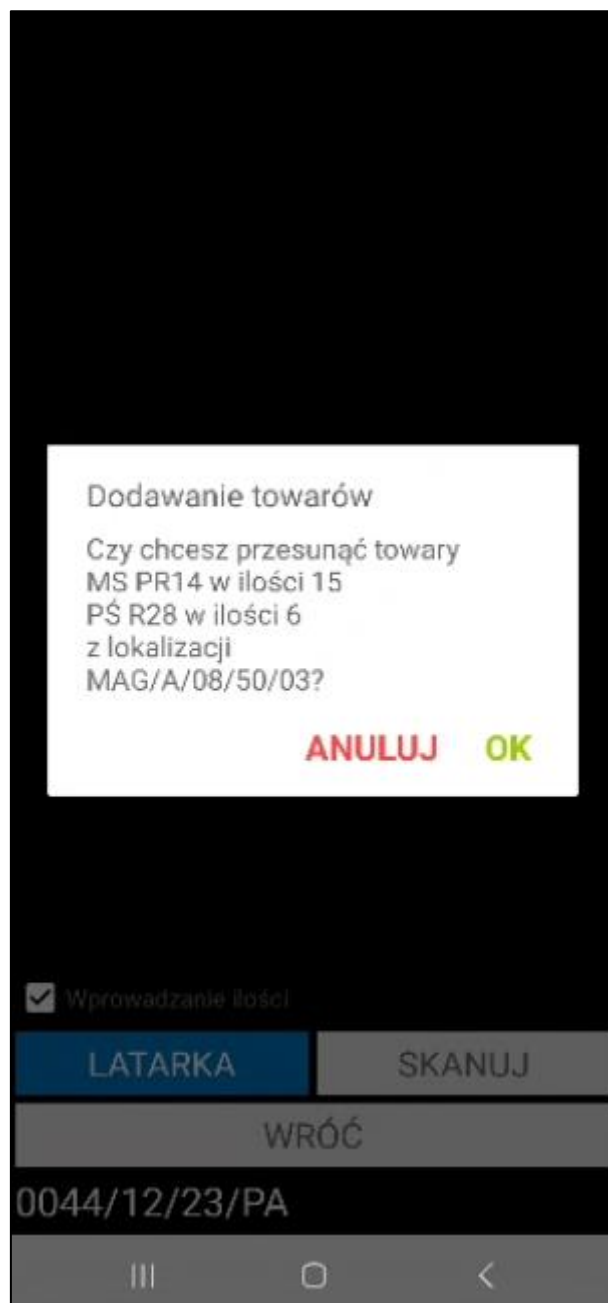 Dodawanie towarów
Czy chcesz przesunąć towary
MS PR14 w ilości 15
PŚ R28 w ilości 6
z lokalizacji
MAG/A/08/50/03?
ANULUJ OK
Wprowadzanie ilości
LATARKA SKANUJ
WRÓĆ
0044/12/23/PA